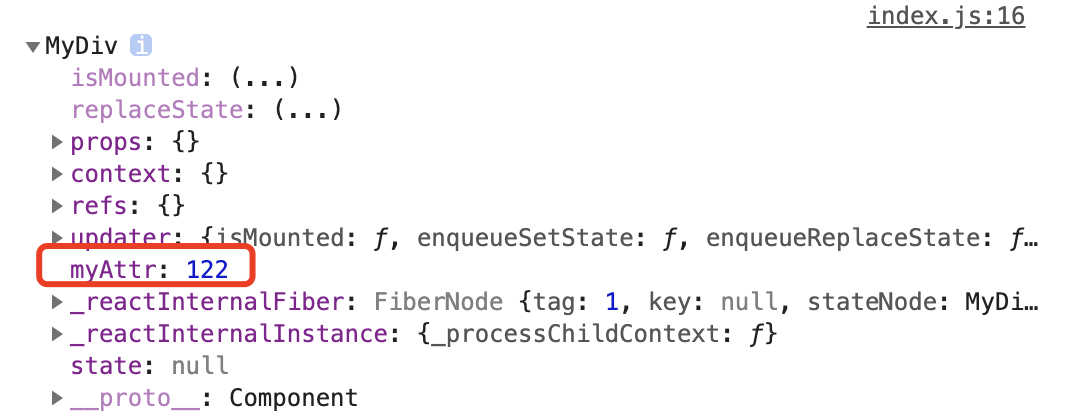 index.js:16
▼MyDiv i
isMounted: (...)
replaceState: (...)
▶props: {}
▶context: {}
▶refs: {}
▶updater: {isMounted: ƒ, enqueueSetState: ƒ, enqueueReplaceState: ƒ…
myAttr: 122
▶_reactInternalFiber: FiberNode {tag: 1, key: null, stateNode: MyDi…
▶_reactInternalInstance: {_processChildContext: ƒ}
state: null
▶__proto__: Component